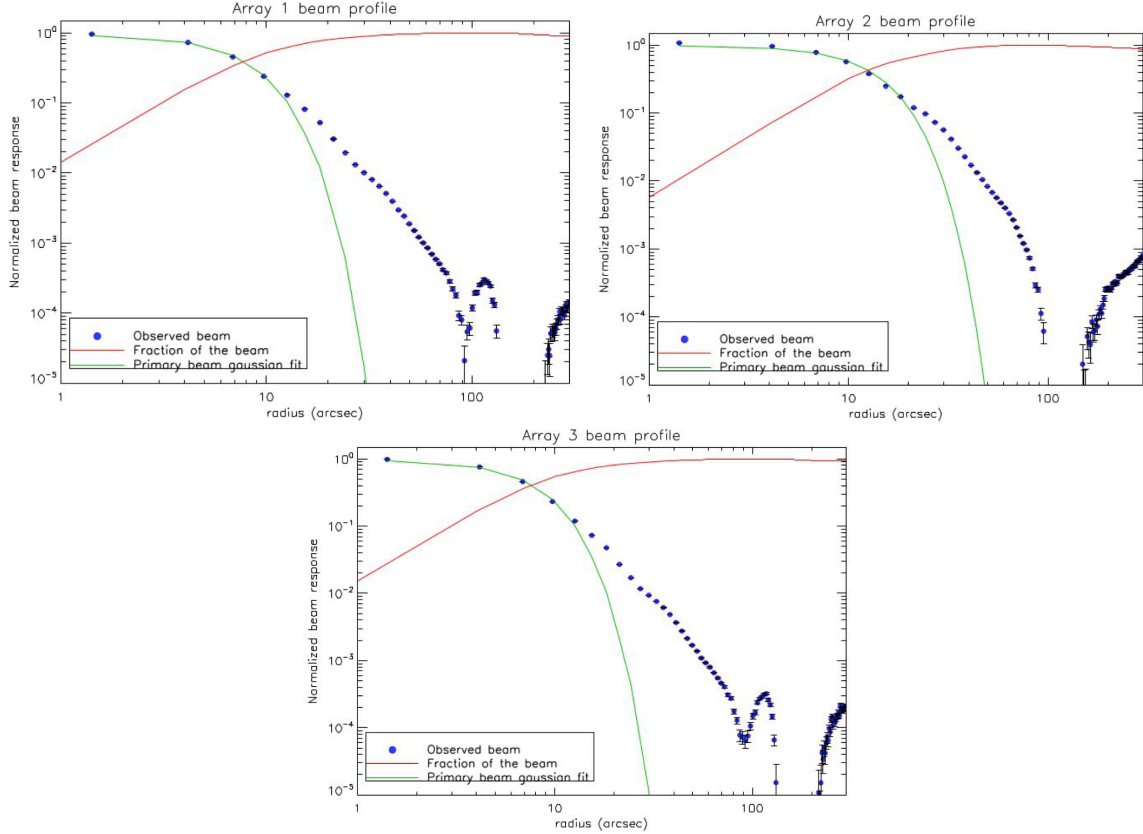 Array 1 beam profile
Normalized beam response
10⁰
10⁻¹
10⁻²
10⁻³
10⁻⁴
10⁻⁵
Observed beam
Fraction of the beam
Primary beam gaussian fit
1
10
100
radius (arcsec)
Array 2 beam profile
Normalized beam response
10⁰
10⁻¹
10⁻²
10⁻³
10⁻⁴
10⁻⁵
Observed beam
Fraction of the beam
Primary beam gaussian fit
1
10
100
radius (arcsec)
Array 3 beam profile
Normalized beam response
10⁰
10⁻¹
10⁻²
10⁻³
10⁻⁴
10⁻⁵
Observed beam
Fraction of the beam
Primary beam gaussian fit
1
10
100
radius (arcsec)